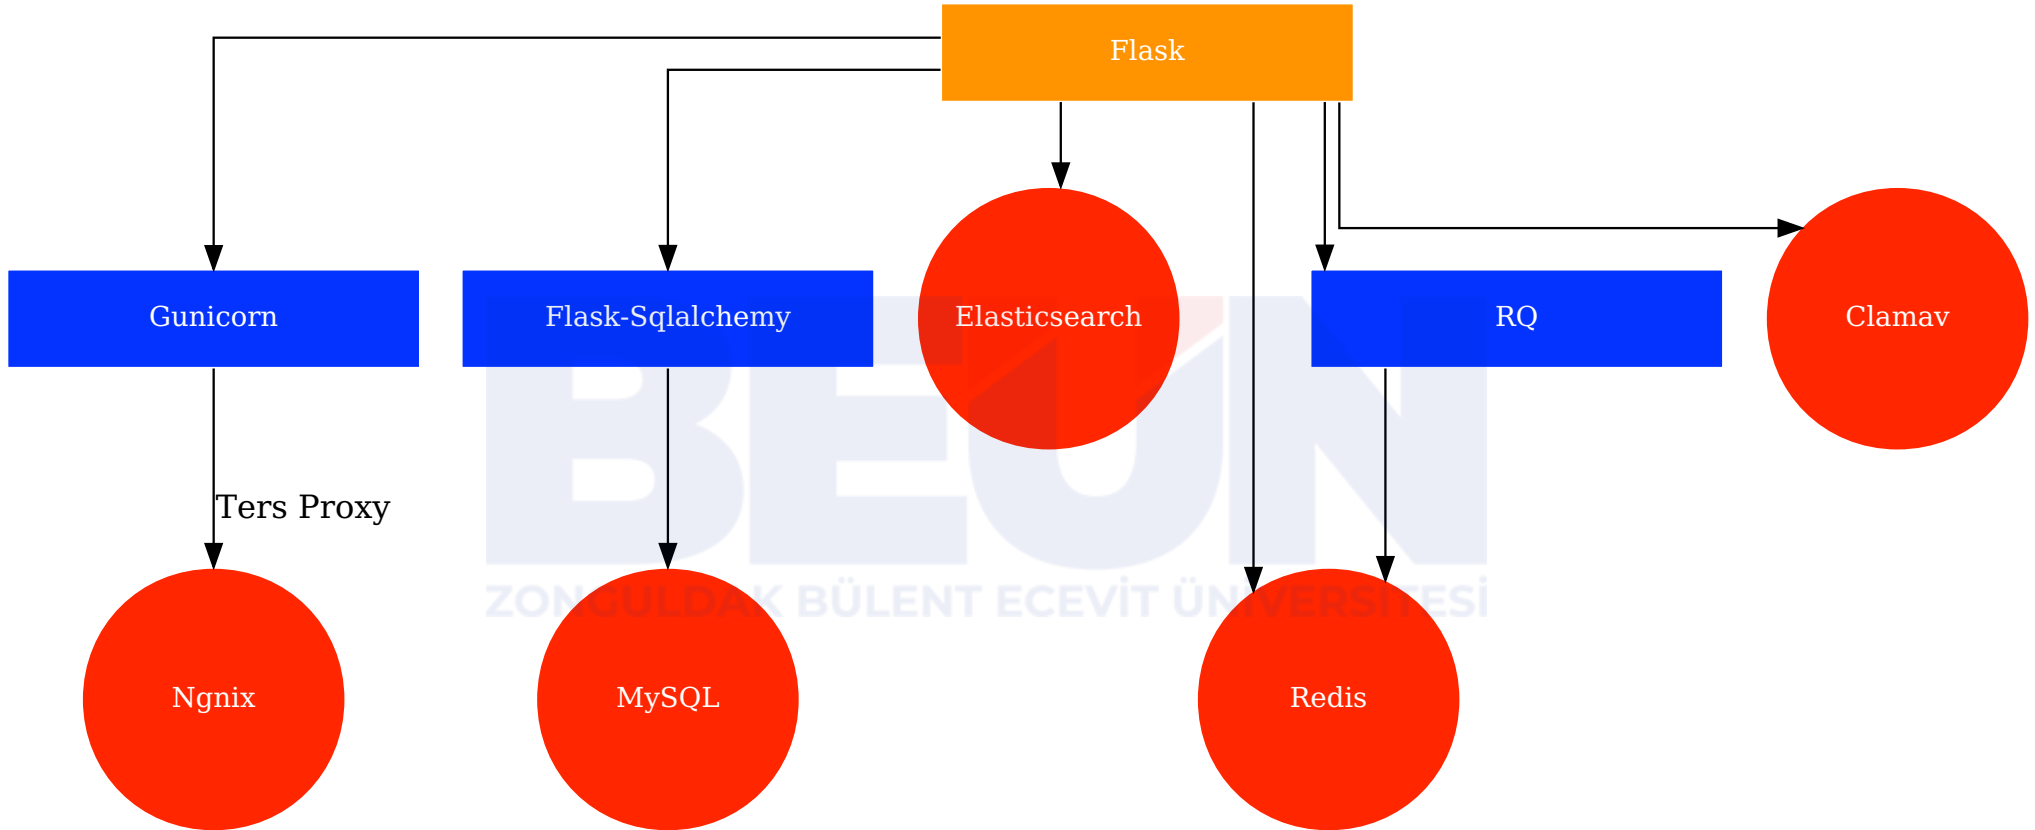 Flask
Gunicorn
Flask-Sqlalchemy
Elasticsearch
RQ
Clamav
Ters Proxy
BEUN
ZONGULDAK BÜLENT ECEVİT ÜNİVERSİTESİ
Ngnix
MySQL
Redis